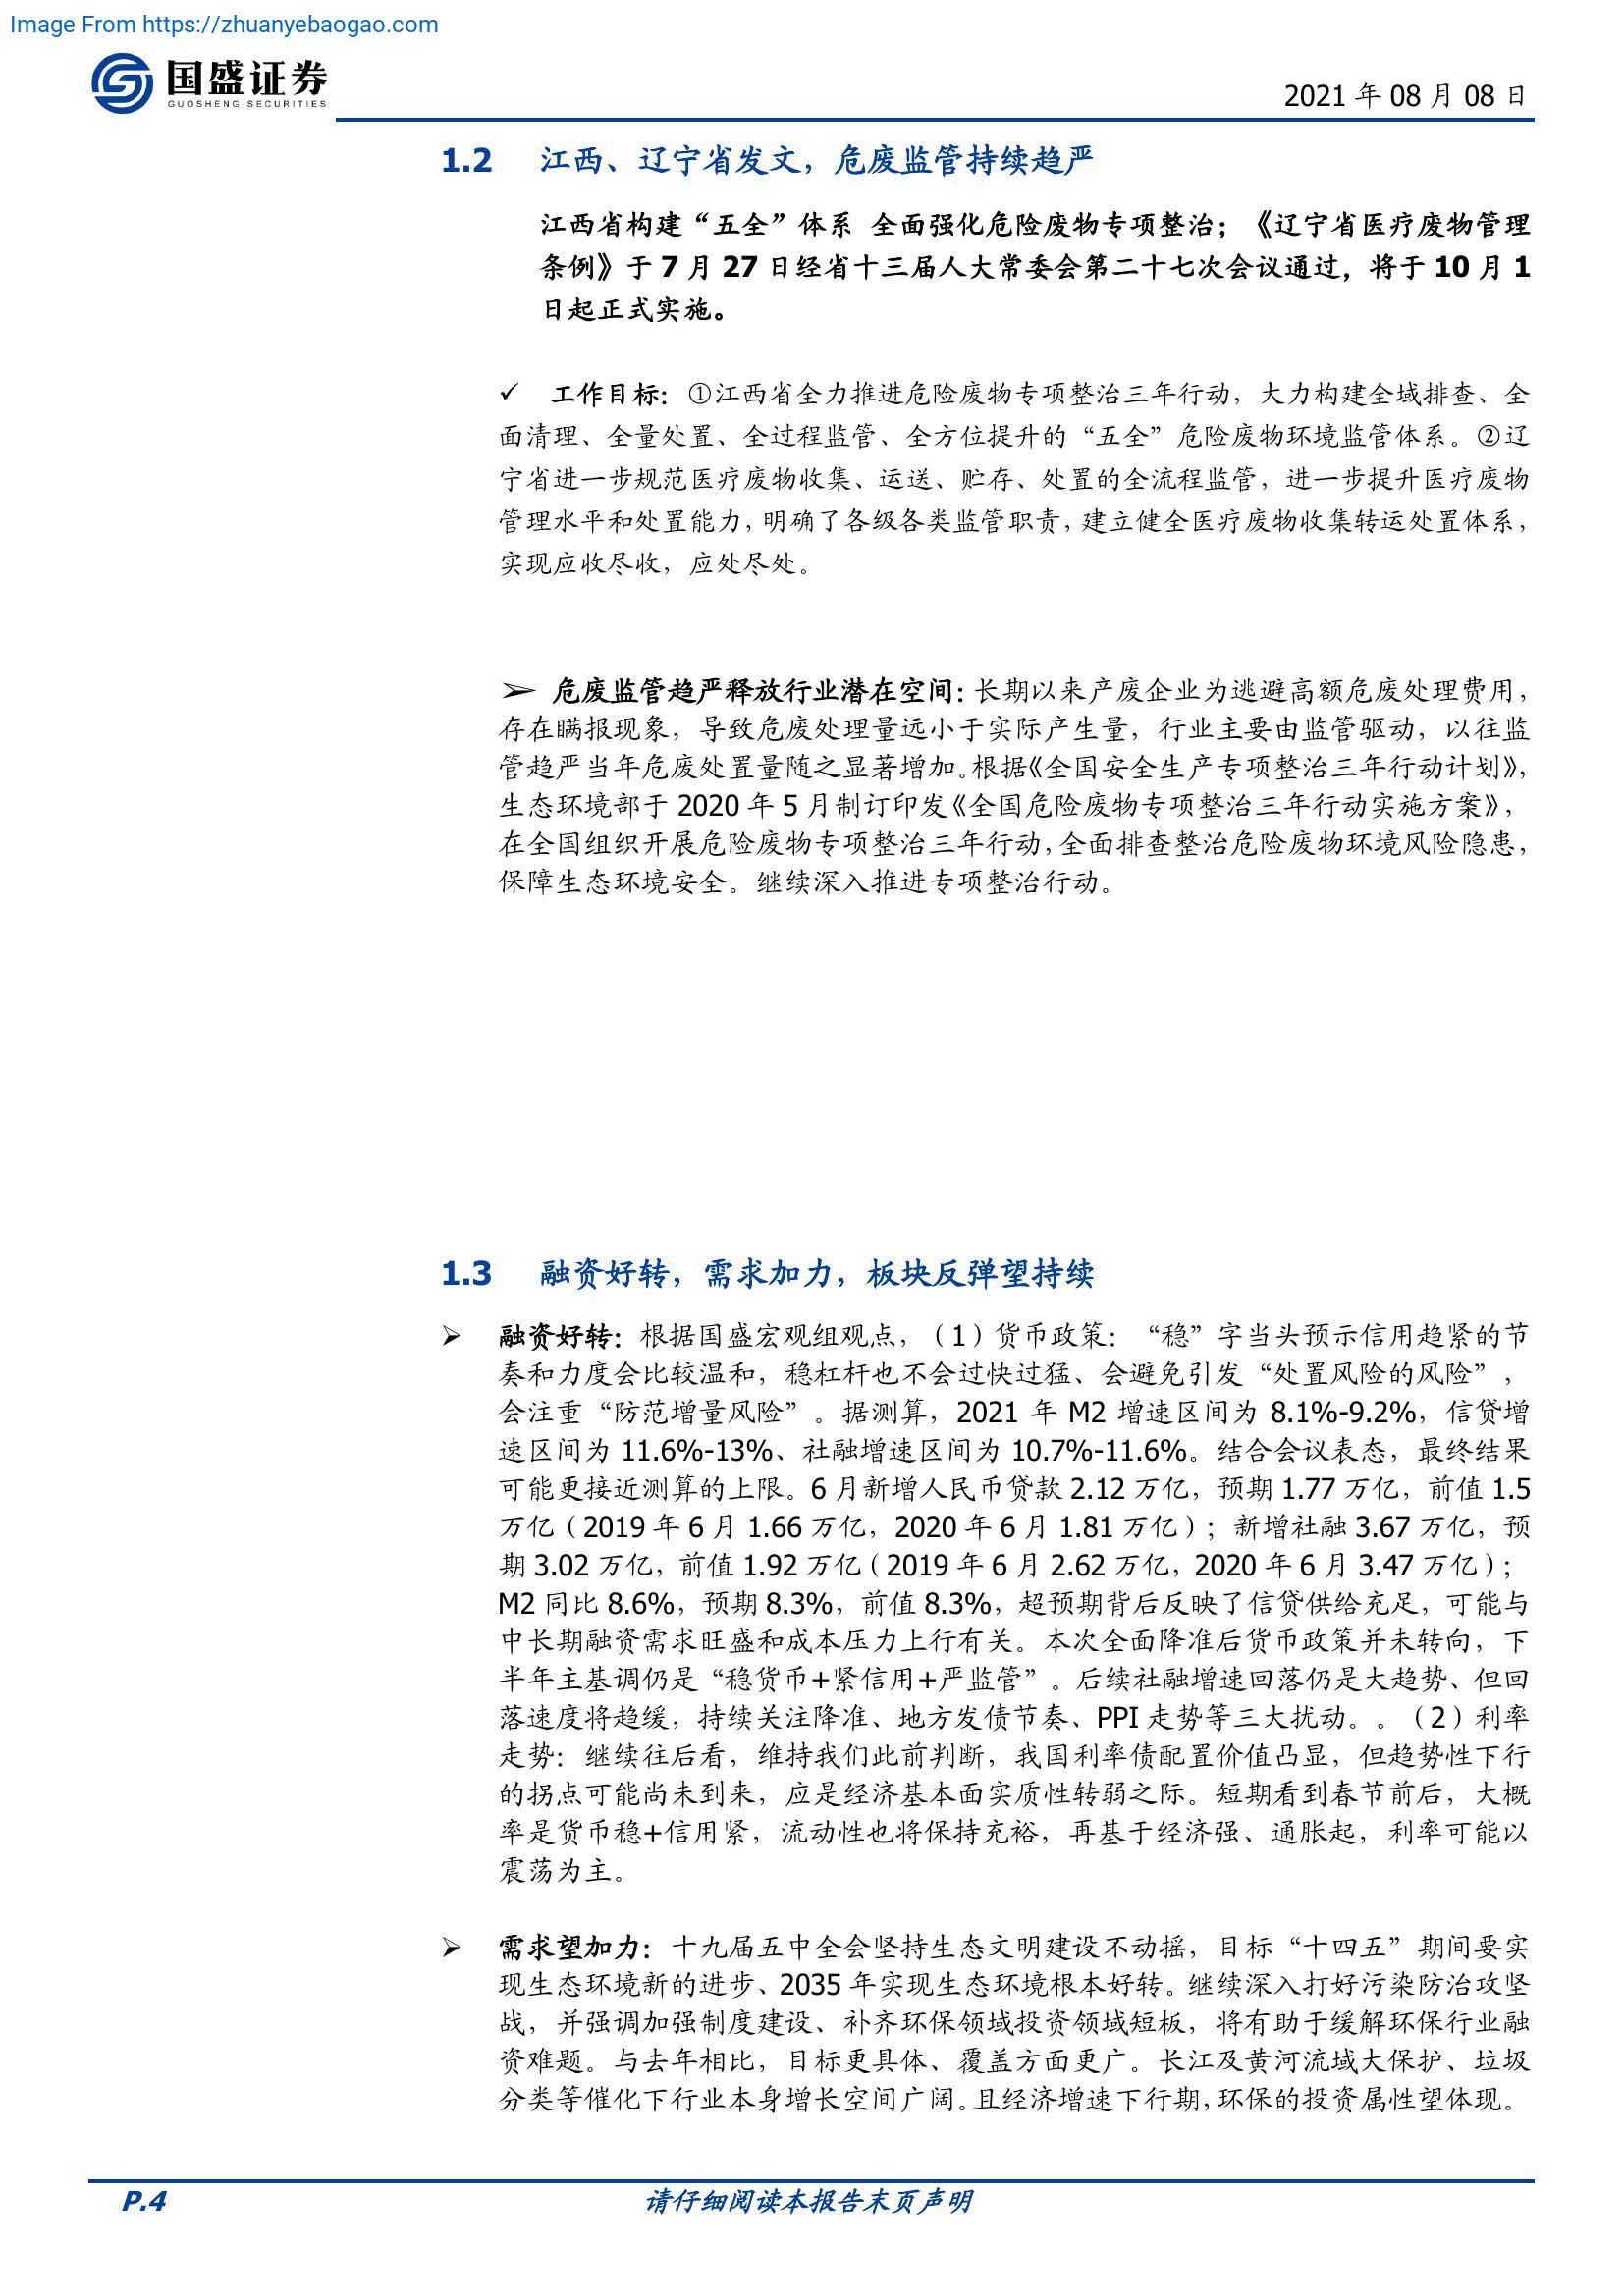 Image From https://zhuanyebaogao.com
国盛证券
GUOSHENG SECURITIES
2021 年 08 月 08 日
1.2 江西、辽宁省发文，危废监管持续趋严
江西省构建“五全”体系 全面强化危险废物专项整治；《辽宁省医疗废物管理
条例》于 7 月 27 日经省十三届人大常委会第二十七次会议通过，将于 10 月 1
日起正式实施。
✓ 工作目标：①江西省全力推进危险废物专项整治三年行动，大力构建全域排查、全
面清理、全量处置、全过程监管、全方位提升的“五全”危险废物环境监管体系。②辽
宁省进一步规范医疗废物收集、运送、贮存、处置的全流程监管，进一步提升医疗废物
管理水平和处置能力，明确了各级各类监管职责，建立健全医疗废物收集转运处置体系，
实现应收尽收，应处尽处。
➢ 危废监管趋严释放行业潜在空间：长期以来产废企业为逃避高额危废处理费用，
存在瞒报现象，导致危废处理量远小于实际产生量，行业主要由监管驱动，以往监
管趋严当年危废处置量随之显著增加。根据《全国安全生产专项整治三年行动计划》，
生态环境部于 2020 年 5 月制订印发《全国危险废物专项整治三年行动实施方案》，
在全国组织开展危险废物专项整治三年行动，全面排查整治危险废物环境风险隐患，
保障生态环境安全。继续深入推进专项整治行动。
1.3 融资好转，需求加力，板块反弹望持续
➢ 融资好转：根据国盛宏观组观点，（1）货币政策：“稳”字当头预示信用趋紧的节
奏和力度会比较温和，稳杠杆也不会过快过猛、会避免引发“处置风险的风险”，
会注重“防范增量风险”。据测算，2021 年 M2 增速区间为 8.1%-9.2%，信贷增
速区间为 11.6%-13%、社融增速区间为 10.7%-11.6%。结合会议表态，最终结果
可能更接近测算的上限。6 月新增人民币贷款 2.12 万亿，预期 1.77 万亿，前值 1.5
万亿（2019 年 6 月 1.66 万亿，2020 年 6 月 1.81 万亿）；新增社融 3.67 万亿，预
期 3.02 万亿，前值 1.92 万亿（2019 年 6 月 2.62 万亿，2020 年 6 月 3.47 万亿）；
M2 同比 8.6%，预期 8.3%，前值 8.3%，超预期背后反映了信贷供给充足，可能与
中长期融资需求旺盛和成本压力上行有关。本次全面降准后货币政策并未转向，下
半年主基调仍是“稳货币+紧信用+严监管”。后续社融增速回落仍是大趋势、但回
落速度将趋缓，持续关注降准、地方发债节奏、PPI 走势等三大扰动。。（2）利率
走势：继续往后看，维持我们此前判断，我国利率债配置价值凸显，但趋势性下行
的拐点可能尚未到来，应是经济基本面实质性转弱之际。短期看到春节前后，大概
率是货币稳+信用紧，流动性也将保持充裕，再基于经济强、通胀起，利率可能以
震荡为主。
➢ 需求望加力：十九届五中全会坚持生态文明建设不动摇，目标“十四五”期间要实
现生态环境新的进步、2035 年实现生态环境根本好转。继续深入打好污染防治攻坚
战，并强调加强制度建设、补齐环保领域投资领域短板，将有助于缓解环保行业融
资难题。与去年相比，目标更具体、覆盖方面更广。长江及黄河流域大保护、垃圾
分类等催化下行业本身增长空间广阔。且经济增速下行期，环保的投资属性望体现。
P.4 请仔细阅读本报告末页声明